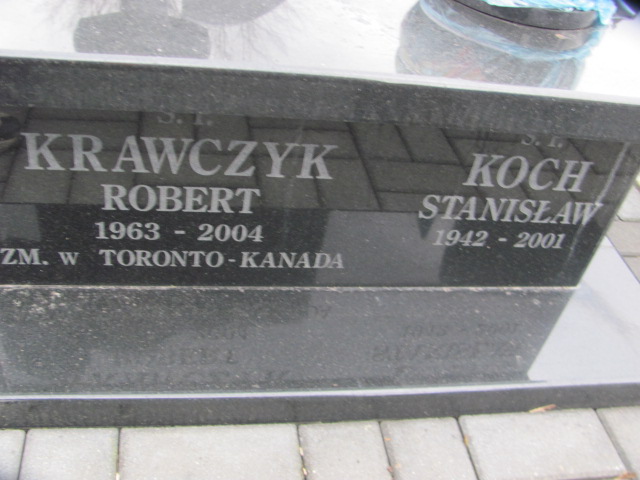 Ś. P.
KRAWCZYK
ROBERT
1963 - 2004
ZM. W TORONTO - KANADA
Ś. P.
KOCH
STANISŁAW
1942 - 2001